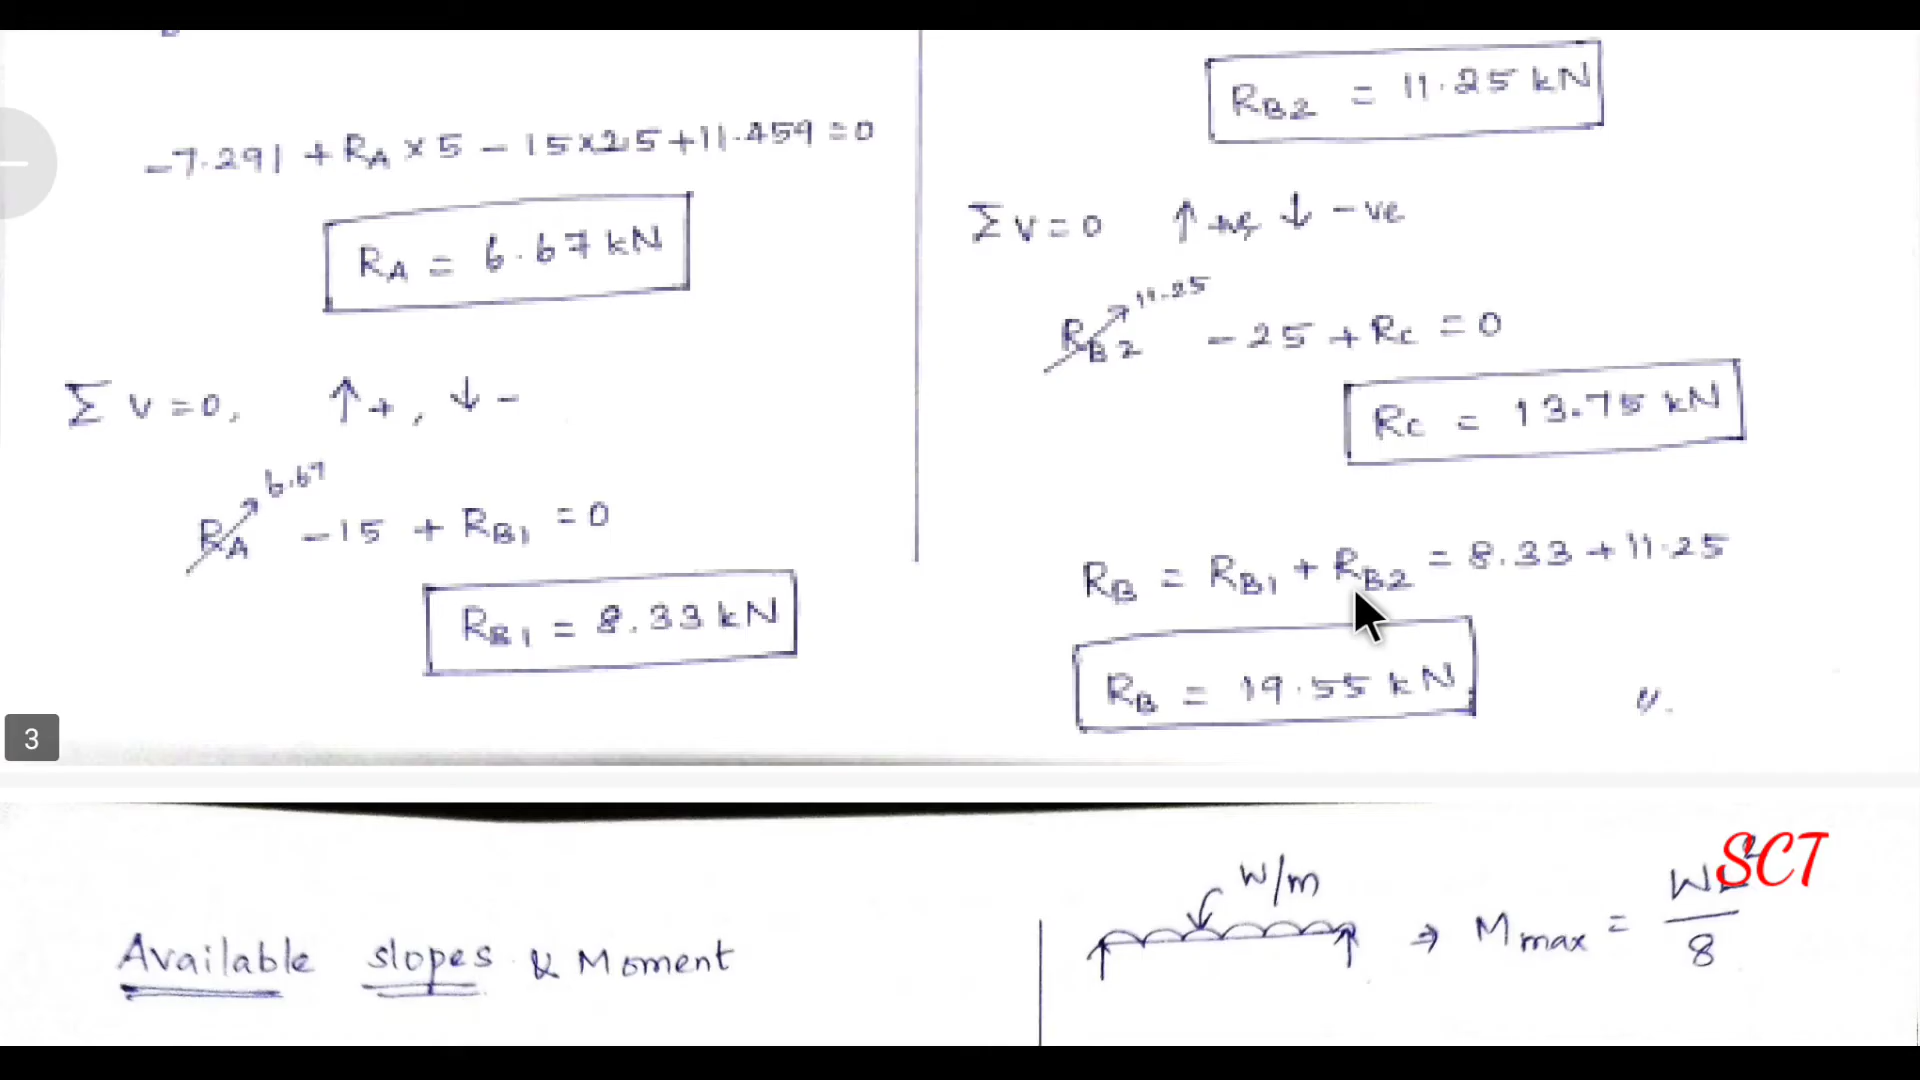 -7.291 + RA × 5 - 15×2.5 + 11.459 = 0
RA = 6.67 kN
ΣV=0, ↑+, ↓-
6.67
RA -15 + RB1 = 0
RB1 = 8.33 kN
RB2 = 11.25 kN
ΣV=0 ↑ +ve, ↓ -ve
11.25
RB2 -25 + RC = 0
RC = 13.75 kN
RB = RB1 + RB2 = 8.33 + 11.25
RB = 19.55 kN
3
Available slopes & Moment
W/m
→ Mmax =
8
SCT